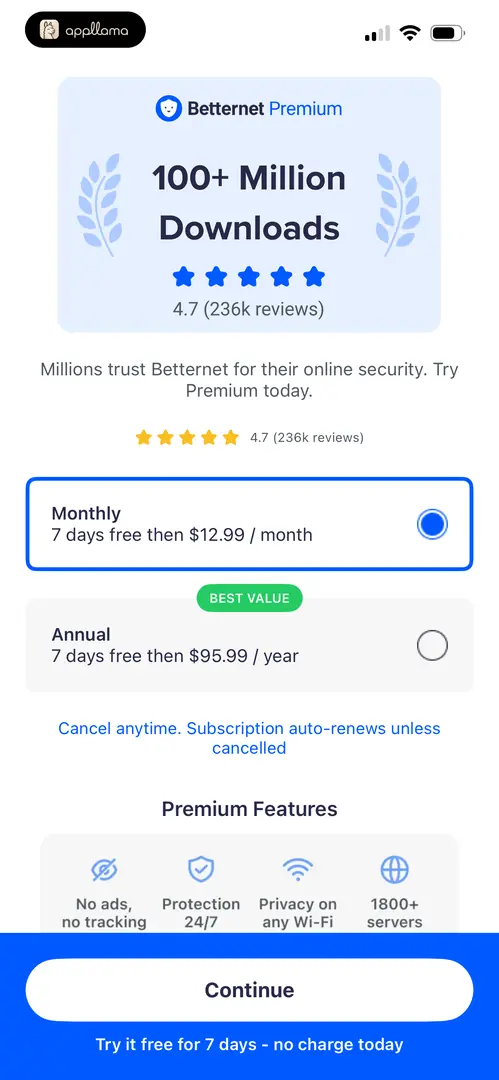 appllama
Betternet Premium
100+ Million
Downloads
4.7 (236k reviews)
Millions trust Betternet for their online security. Try
Premium today.
4.7 (236k reviews)
Monthly
7 days free then $12.99 / month
BEST VALUE
Annual
7 days free then $95.99 / year
Cancel anytime. Subscription auto-renews unless
cancelled
Premium Features
No ads,
no tracking
Protection
24/7
Privacy on
any Wi-Fi
1800+
servers
Continue
Try it free for 7 days - no charge today